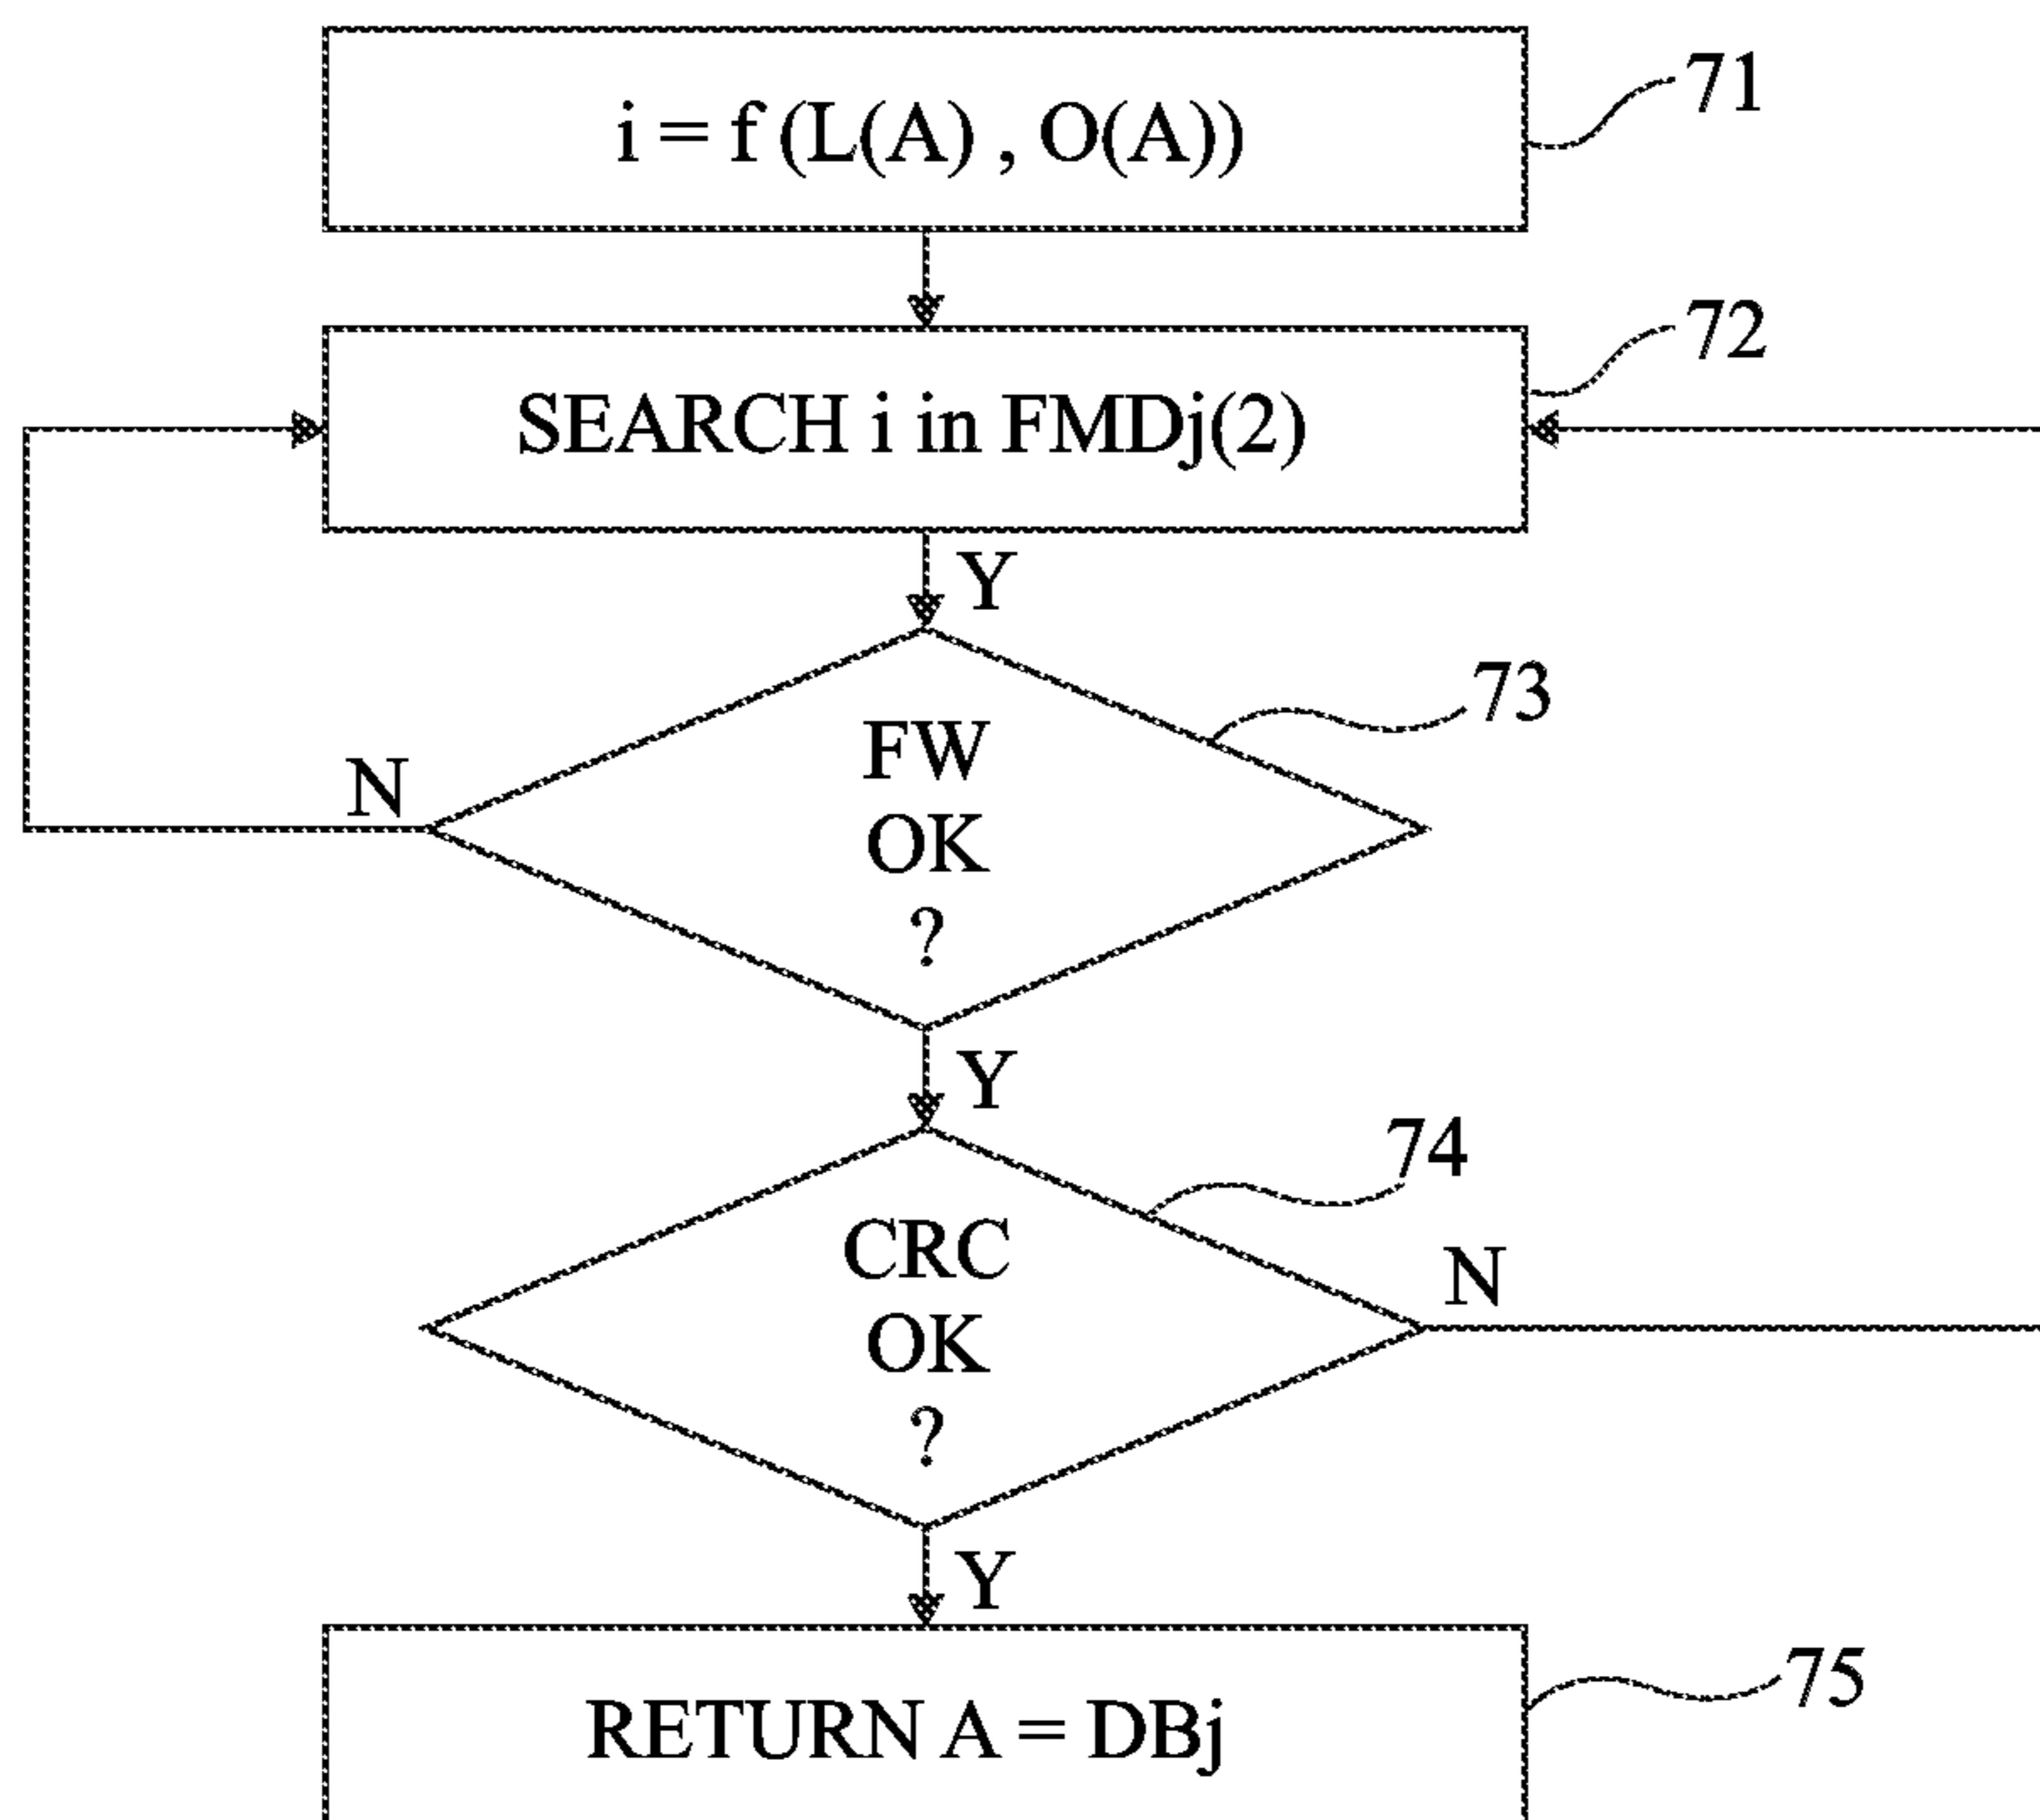 i = f (L(A) , O(A))
71
SEARCH i in FMDj(2)
72
Y
FW
OK
?
73
N
Y
CRC
OK
?
74
N
Y
RETURN A = DBj
75